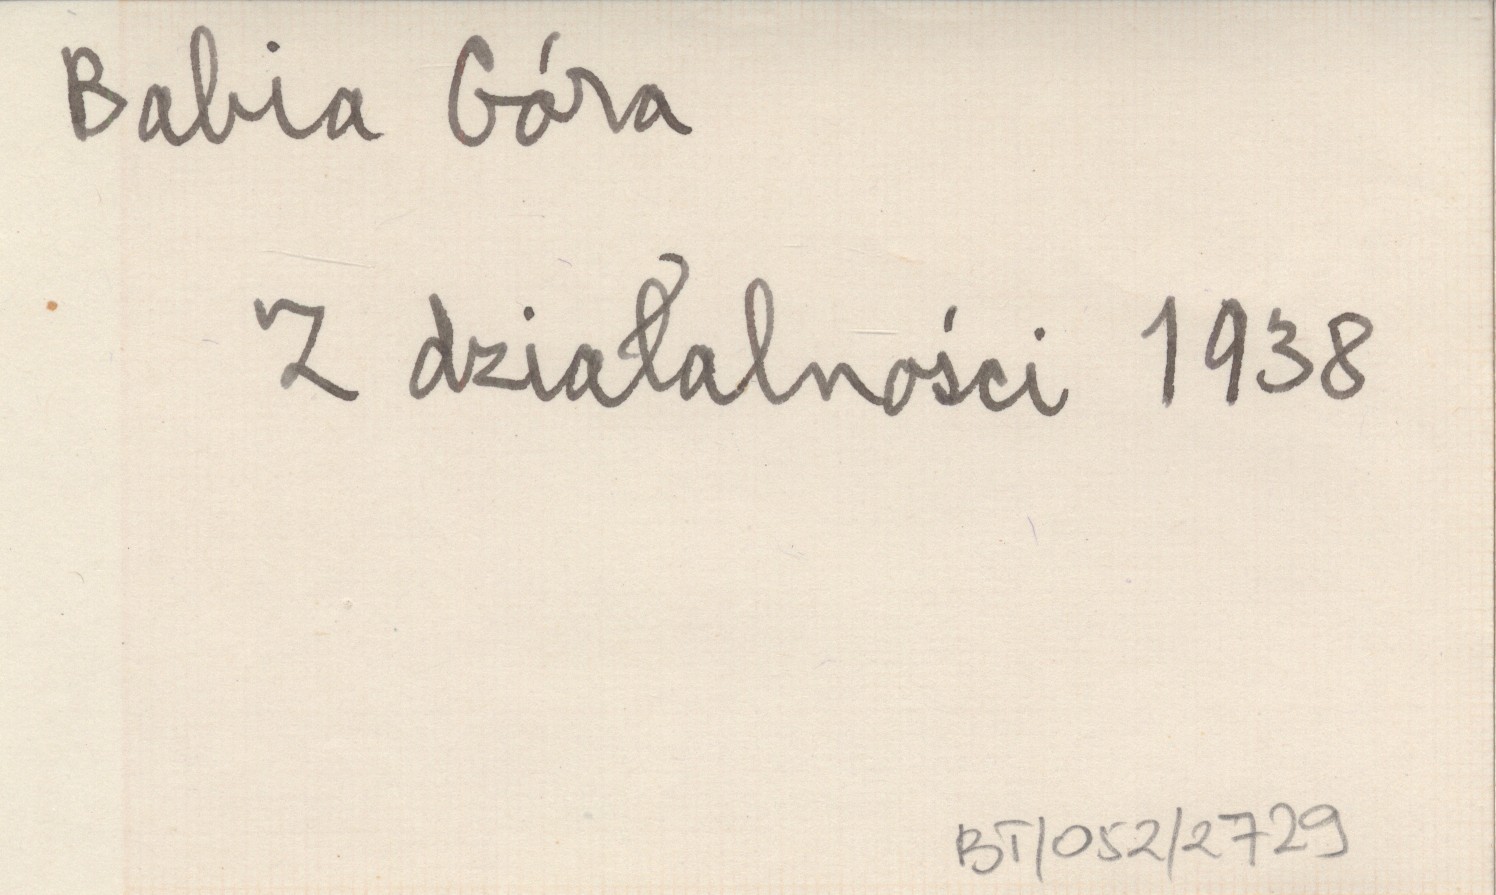 Babia Góra
Z działalności 1938
BT/052/2729